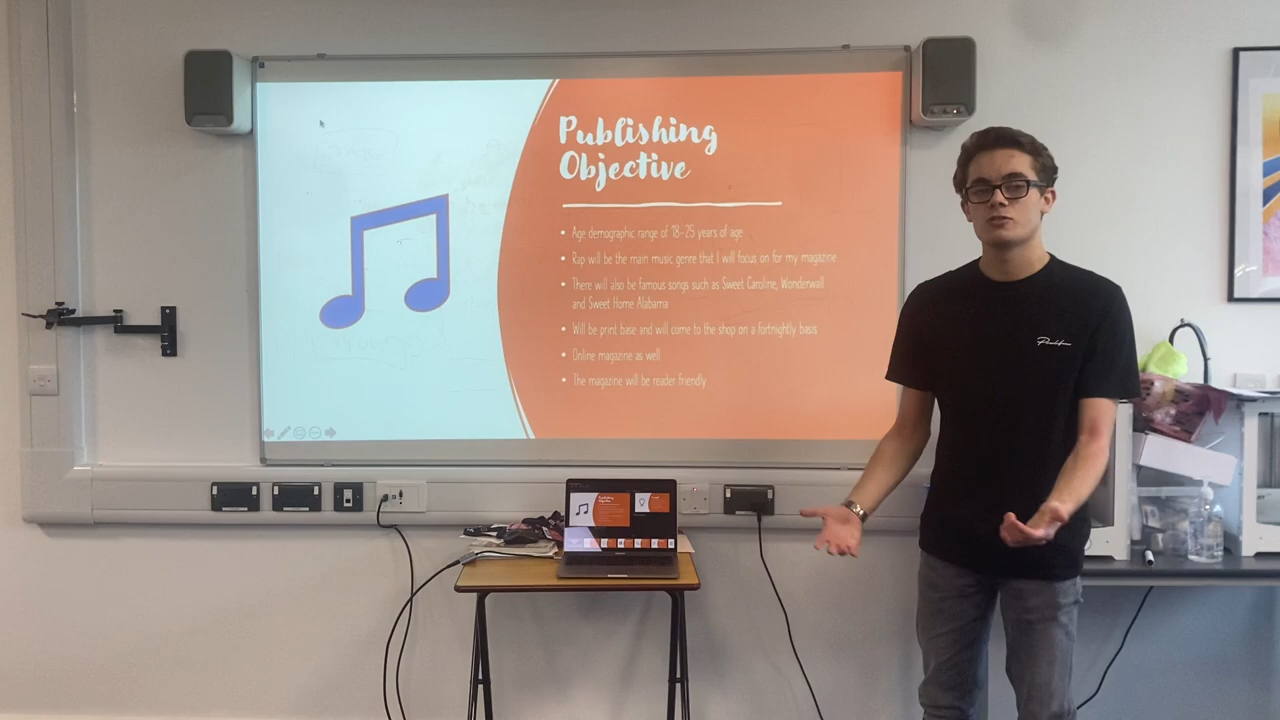 Publishing
Objective
• Age demographic range of 18-25 years of age
• Rap will be the main music genre that I will focus on for my magazine
• There will also be famous songs such as Sweet Caroline, Wonderwall
and Sweet Home Alabama
• Will be print base and will come to the shop on a fortnightly basis
• Online magazine as well
• The magazine will be reader friendly
Publishing
Objective